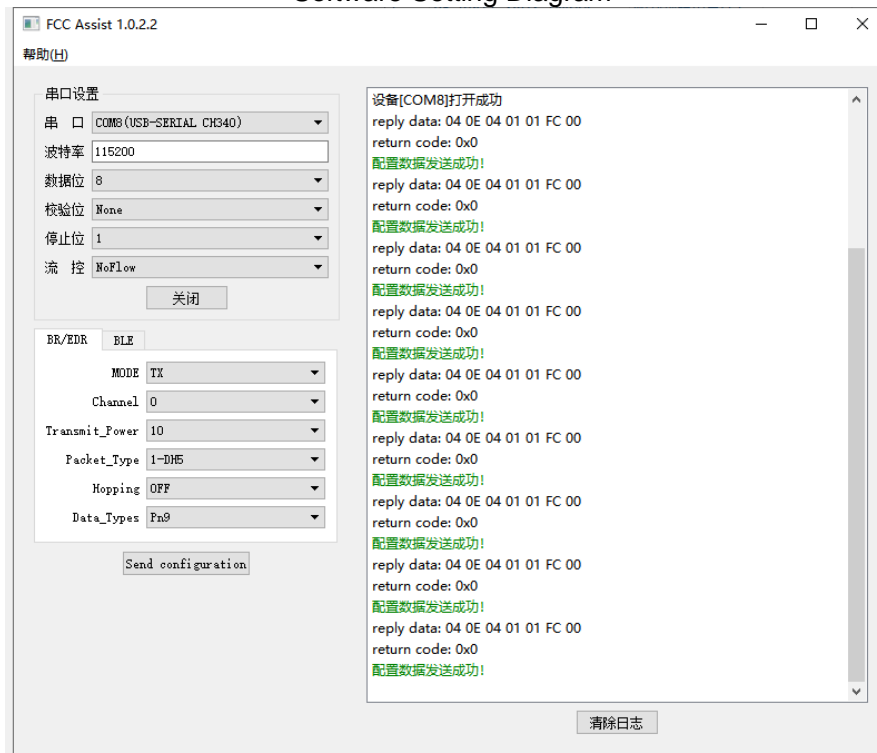 Software Setting Diagram
FCC Assist 1.0.2.2
帮助(H)
串口设置
串 口 COM8(USB-SERIAL CH340)
波特率 115200
数据位 8
校验位 None
停止位 1
流 控 NoFlow
关闭
BR/EDR BLE
MODE TX
Channel 0
Transmit_Power 10
Packet_Type 1-DH5
Hopping OFF
Data_Types Pn9
Send configuration
设备[COM8]打开成功
reply data: 04 0E 04 01 01 FC 00
return code: 0x0
配置数据发送成功!
reply data: 04 0E 04 01 01 FC 00
return code: 0x0
配置数据发送成功!
reply data: 04 0E 04 01 01 FC 00
return code: 0x0
配置数据发送成功!
reply data: 04 0E 04 01 01 FC 00
return code: 0x0
配置数据发送成功!
reply data: 04 0E 04 01 01 FC 00
return code: 0x0
配置数据发送成功!
reply data: 04 0E 04 01 01 FC 00
return code: 0x0
配置数据发送成功!
reply data: 04 0E 04 01 01 FC 00
return code: 0x0
配置数据发送成功!
reply data: 04 0E 04 01 01 FC 00
return code: 0x0
配置数据发送成功!
reply data: 04 0E 04 01 01 FC 00
return code: 0x0
配置数据发送成功!
清除日志